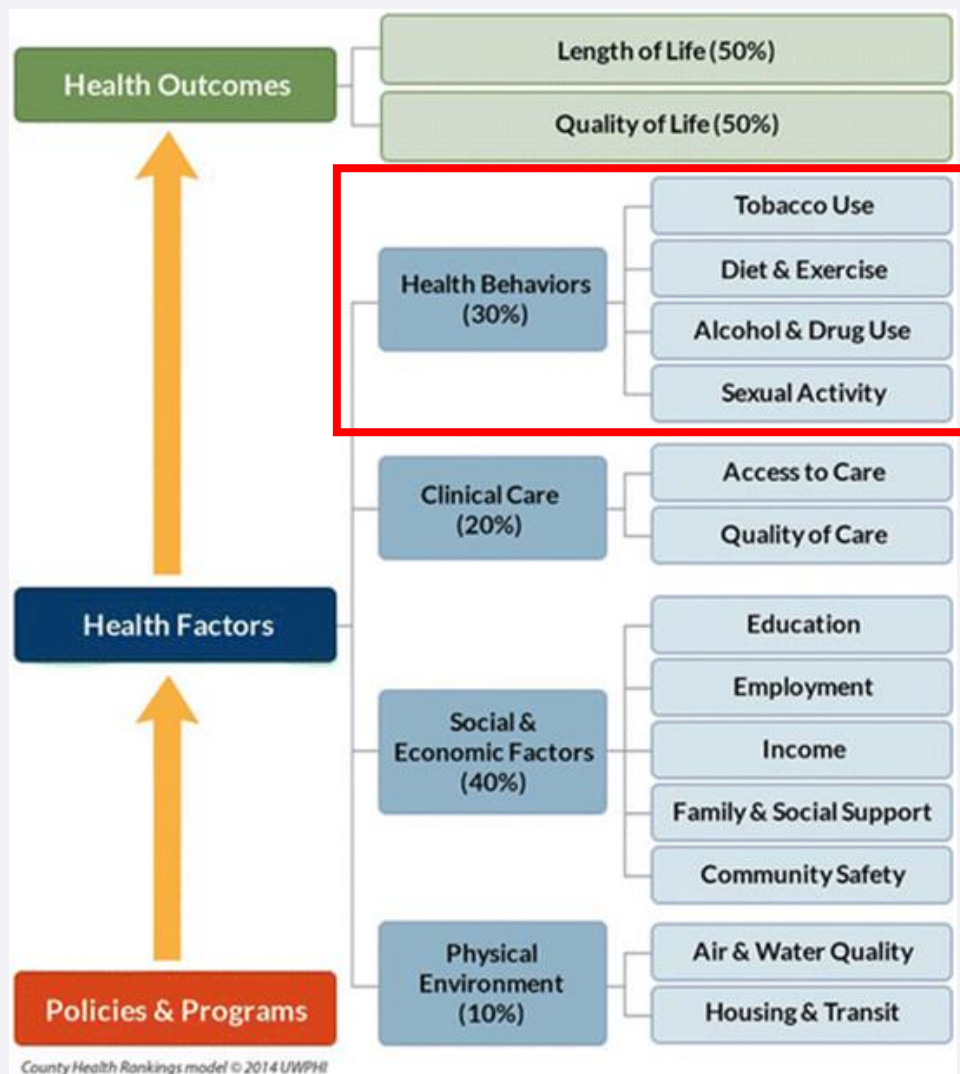 Health Outcomes
Length of Life (50%)
Quality of Life (50%)
Health Behaviors
(30%)
Tobacco Use
Diet & Exercise
Alcohol & Drug Use
Sexual Activity
Clinical Care
(20%)
Access to Care
Quality of Care
Health Factors
Social &
Economic Factors
(40%)
Education
Employment
Income
Family & Social Support
Community Safety
Physical
Environment
(10%)
Air & Water Quality
Housing & Transit
Policies & Programs
County Health Rankings model © 2014 UWPHI